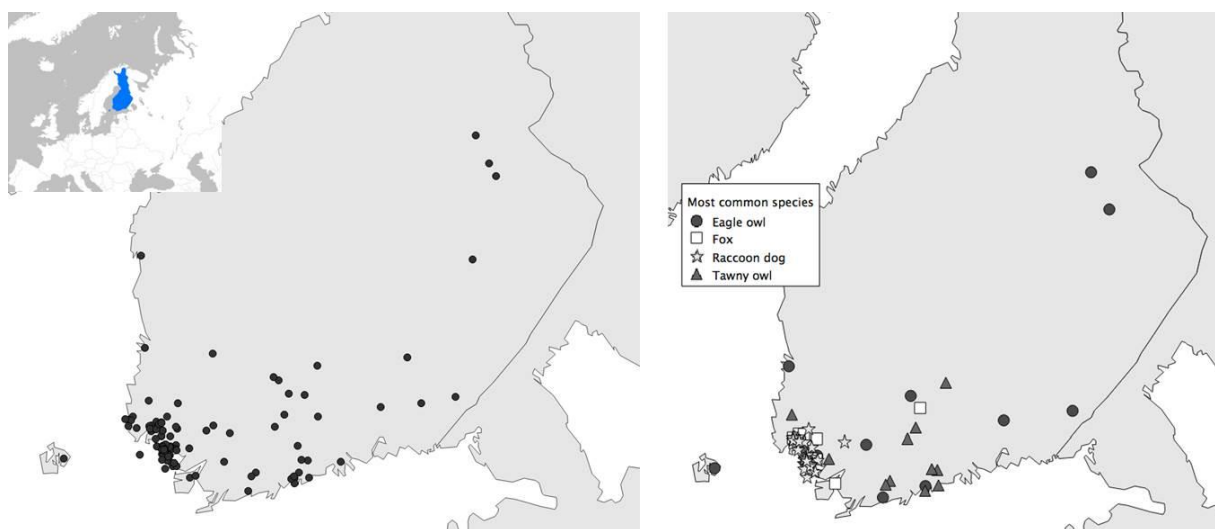 Most common species
Eagle owl
Fox
Raccoon dog
Tawny owl